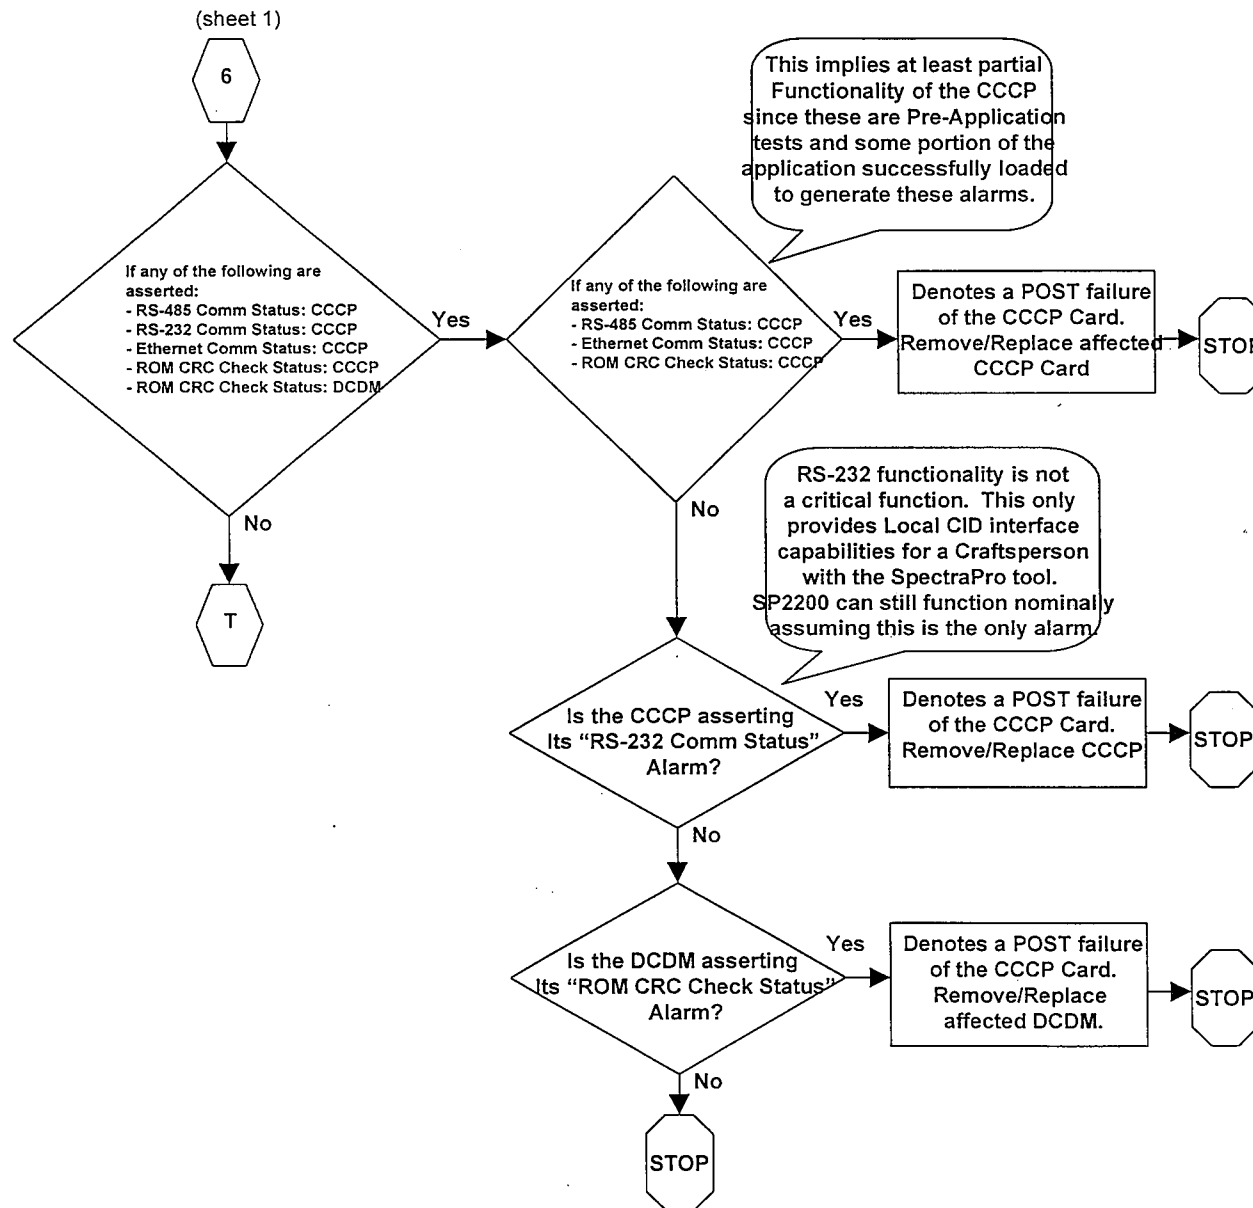 (sheet 1)
6
This implies at least partial
Functionality of the CCCP
since these are Pre-Application
tests and some portion of the
application successfully loaded
to generate these alarms.
If any of the following are
asserted:
- RS-485 Comm Status: CCCP
- RS-232 Comm Status: CCCP
- Ethernet Comm Status: CCCP
- ROM CRC Check Status: CCCP
- ROM CRC Check Status: DCDM
Yes
If any of the following are
asserted:
- RS-485 Comm Status: CCCP
- Ethernet Comm Status: CCCP
- ROM CRC Check Status: CCCP
Yes
Denotes a POST failure
of the CCCP Card.
Remove/Replace affected
CCCP Card
STOP
No
T
No
RS-232 functionality is not
a critical function. This only
provides Local CID interface
capabilities for a Craftsperson
with the SpectraPro tool.
SP2200 can still function nominally
assuming this is the only alarm.
Is the CCCP asserting
Its “RS-232 Comm Status”
Alarm?
Yes
Denotes a POST failure
of the CCCP Card.
Remove/Replace CCCP
STOP
No
Is the DCDM asserting
Its “ROM CRC Check Status”
Alarm?
Yes
Denotes a POST failure
of the CCCP Card.
Remove/Replace
affected DCDM.
STOP
No
STOP